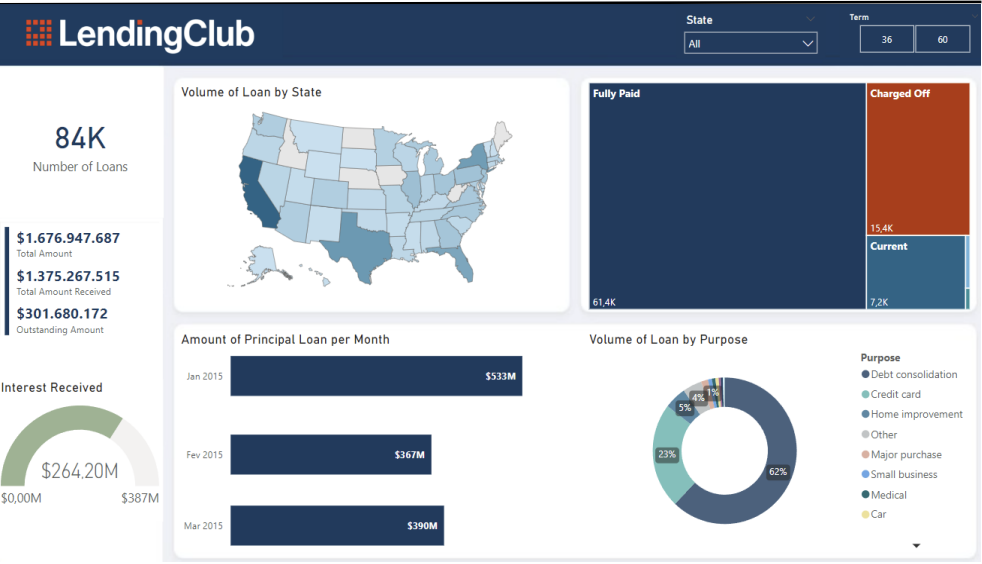 LendingClub
State
All
Term
36
60
84K
Number of Loans
$1.676.947.687
Total Amount
$1.375.267.515
Total Amount Received
$301.680.172
Outstanding Amount
Interest Received
$264,20M
$0,00M
$387M
Volume of Loan by State
Fully Paid
61,4K
Charged Off
15,4K
Current
7,2K
Amount of Principal Loan per Month
Jan 2015
$533M
Fev 2015
$367M
Mar 2015
$390M
Volume of Loan by Purpose
62%
23%
5%
4%
1%
Purpose
Debt consolidation
Credit card
Home improvement
Other
Major purchase
Small business
Medical
Car